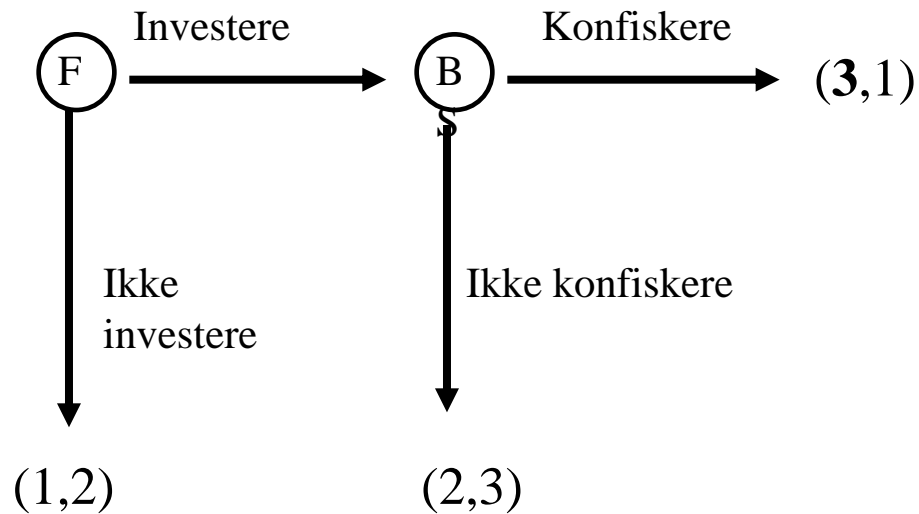 Investere
Konfiskere
F
B
S
(3,1)
Ikke
investere
Ikke konfiskere
(1,2)
(2,3)